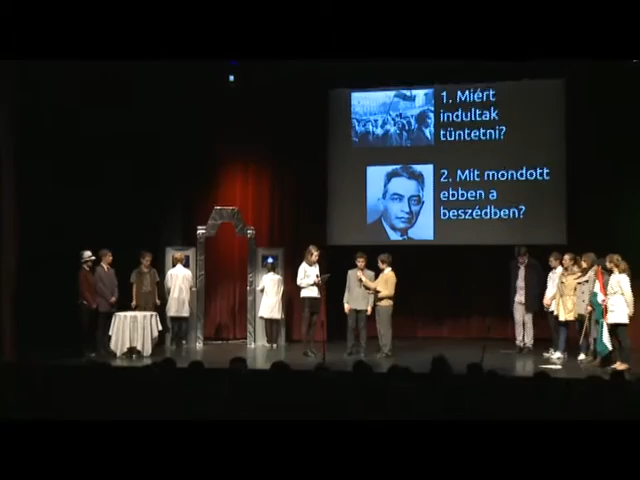 1. Miért
indultak
tüntetni?
2. Mit mondott
ebben a
beszédben?